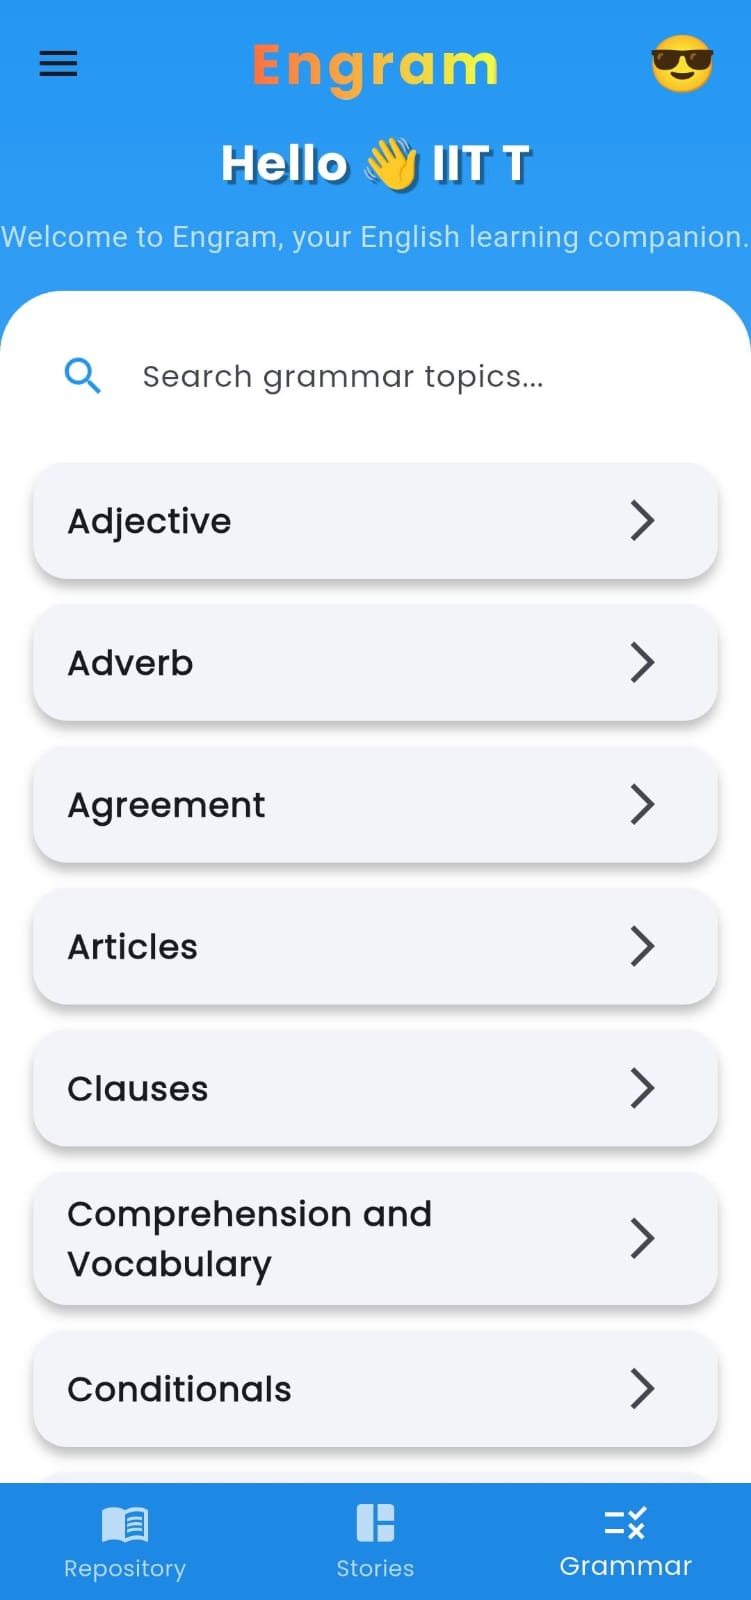 Engram
Hello 👋 IIT T
Welcome to Engram, your English learning companion.
Search grammar topics...
Adjective
Adverb
Agreement
Articles
Clauses
Comprehension and
Vocabulary
Conditionals
Repository
Stories
Grammar